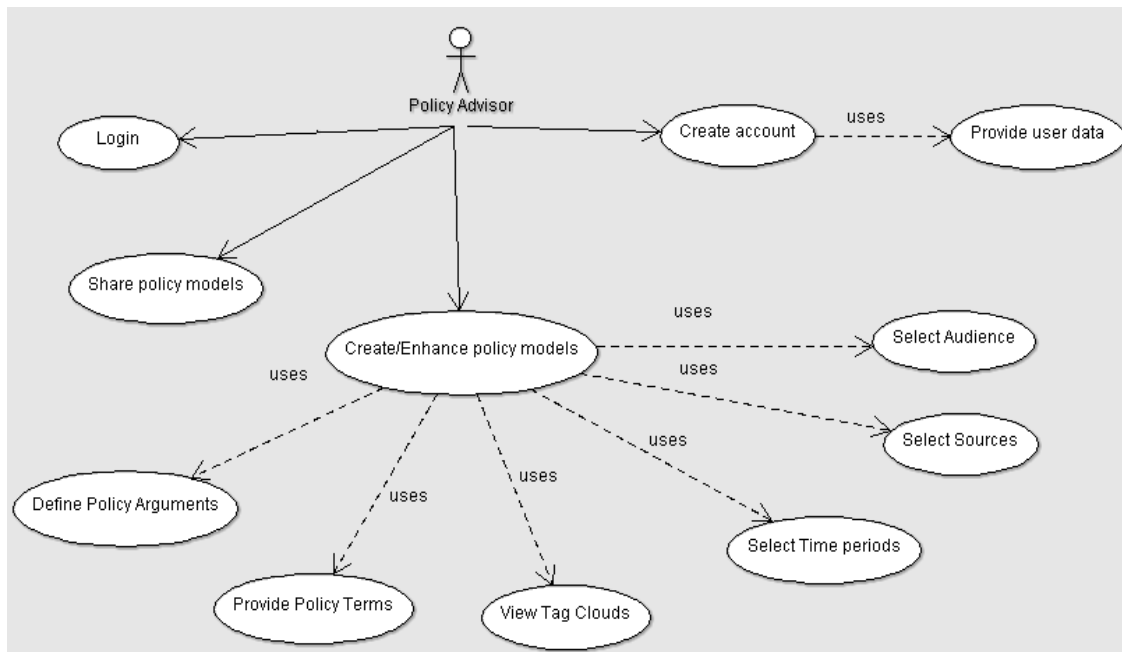 Policy Advisor
Login
Create account
uses
Provide user data
Share policy models
Create/Enhance policy models
uses
Select Audience
uses
Select Sources
uses
Select Time periods
uses
Define Policy Arguments
uses
Provide Policy Terms
uses
View Tag Clouds